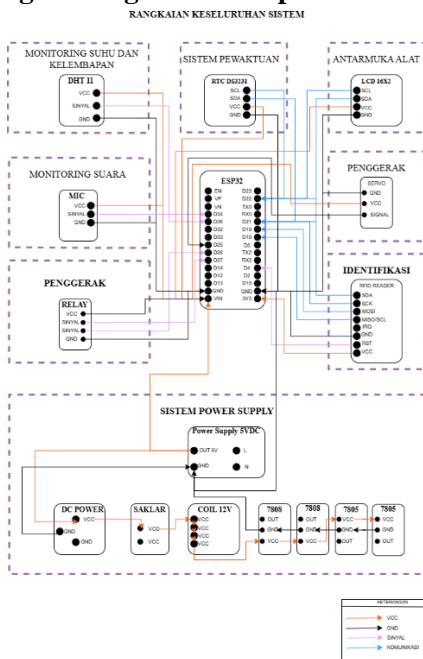 RANGKAIAN KESELURUHAN SISTEM
MONITORING SUHU DAN
KELEMBAPAN
DHT 11
VCC
SINYAL
GND
SISTEM PEWAKTUAN
RTC DS3231
SCL
SDA
VCC
GND
ANTARMUKA ALAT
LCD 16X2
SCL
SDA
VCC
GND
MONITORING SUARA
MIC
VCC
SINYAL
GND
ESP32
EN
VP
VN
D34
D35
D32
D33
D25
D26
D27
D14
D12
D13
GND
VIN
D23
D22
TX0
RX0
D21
D19
D18
D5
TX2
RX2
D4
D2
D15
GND
3V3
PENGGERAK
SERVO
GND
VCC
SIGNAL
PENGGERAK
RELAY
VCC
SINYAL
SINYAL
GND
IDENTIFIKASI
RFID READER
SDA
SCK
MOSI
MISO/SCL
IRQ
GND
RST
VCC
SISTEM POWER SUPPLY
Power Supply 5VDC
OUT 5V
L
GND
N
DC POWER
VCC
GND
GND
SAKLAR
VCC
VCC
COIL 12V
VCC
VCC
VCC
VCC
7808
OUT
GND
VCC
7808
OUT
GND
VCC
7805
VCC
GND
OUT
7805
VCC
GND
OUT
KETERANGAN
VCC
GND
SINYAL
KOMUNIKASI